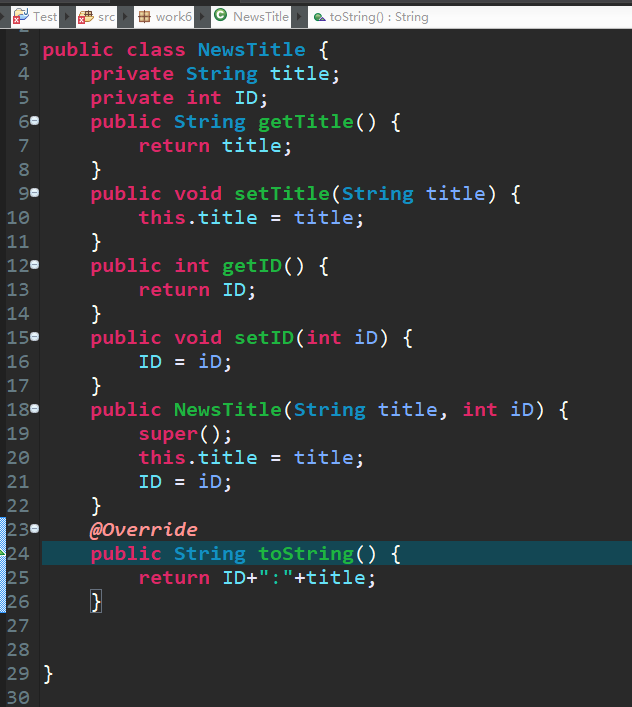 Test src work6 NewsTitle toString() : String
2
3 public class NewsTitle {
4 private String title;
5 private int ID;
6 public String getTitle() {
7 return title;
8 }
9 public void setTitle(String title) {
10 this.title = title;
11 }
12 public int getID() {
13 return ID;
14 }
15 public void setID(int iD) {
16 ID = iD;
17 }
18 public NewsTitle(String title, int iD) {
19 super();
20 this.title = title;
21 ID = iD;
22 }
23 @Override
24 public String toString() {
25 return ID+":"+title;
26 }
27
28
29 }
30